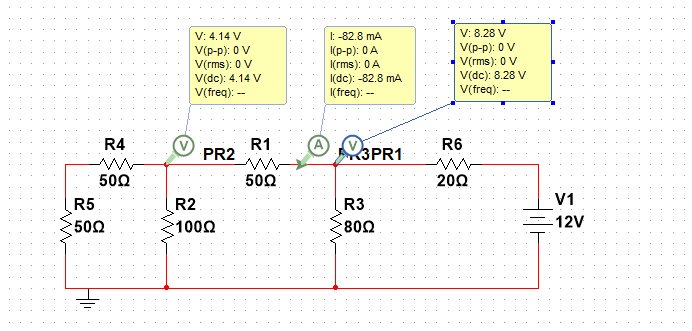 V: 4.14 V
V(p-p): 0 V
V(rms): 0 V
V(dc): 4.14 V
V(freq): --
I: -82.8 mA
I(p-p): 0 A
I(rms): 0 A
I(dc): -82.8 mA
I(freq): --
V: 8.28 V
V(p-p): 0 V
V(rms): 0 V
V(dc): 8.28 V
V(freq): --
V
A
V
R4
PR2
R1
PR3PR1
R6
50Ω
50Ω
20Ω
R5
50Ω
R2
100Ω
R3
80Ω
V1
12V